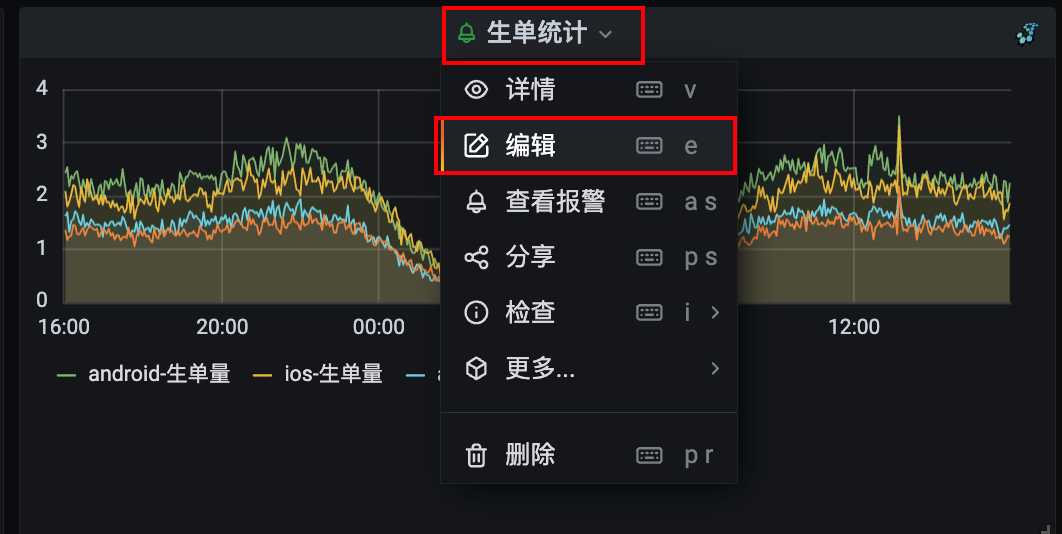 生单统计
详情 v
编辑 e
查看报警 a s
分享 p s
检查 i
更多...
删除 p r
4
3
2
1
0
16:00 20:00 00:00 12:00
android-生单量 ios-生单量